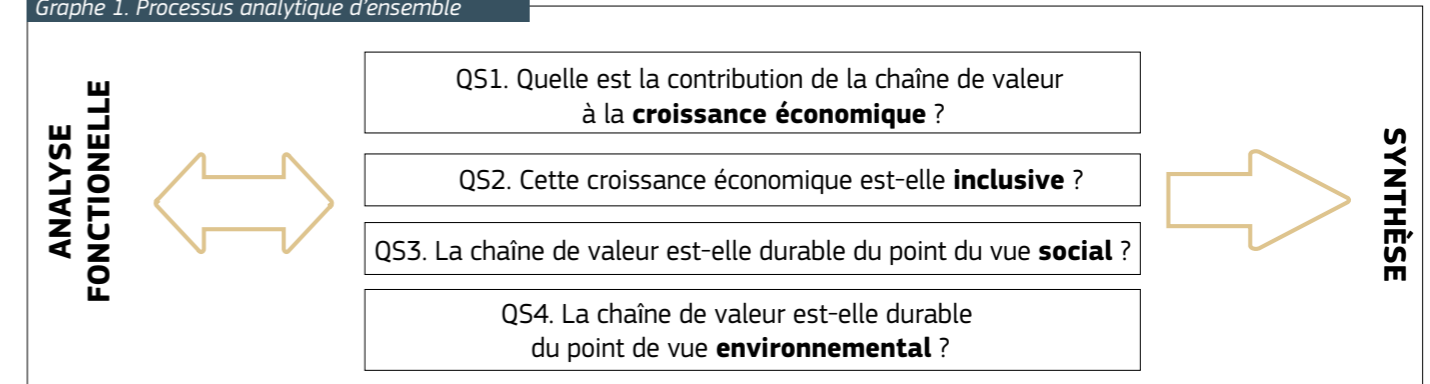 Graphe 1. Processus analytique d'ensemble
ANALYSE
FONCTIONELLE
QS1. Quelle est la contribution de la chaîne de valeur
à la croissance économique ?
QS2. Cette croissance économique est-elle inclusive ?
QS3. La chaîne de valeur est-elle durable du point du vue social ?
QS4. La chaîne de valeur est-elle durable
du point de vue environnemental ?
SYNTHÈSE